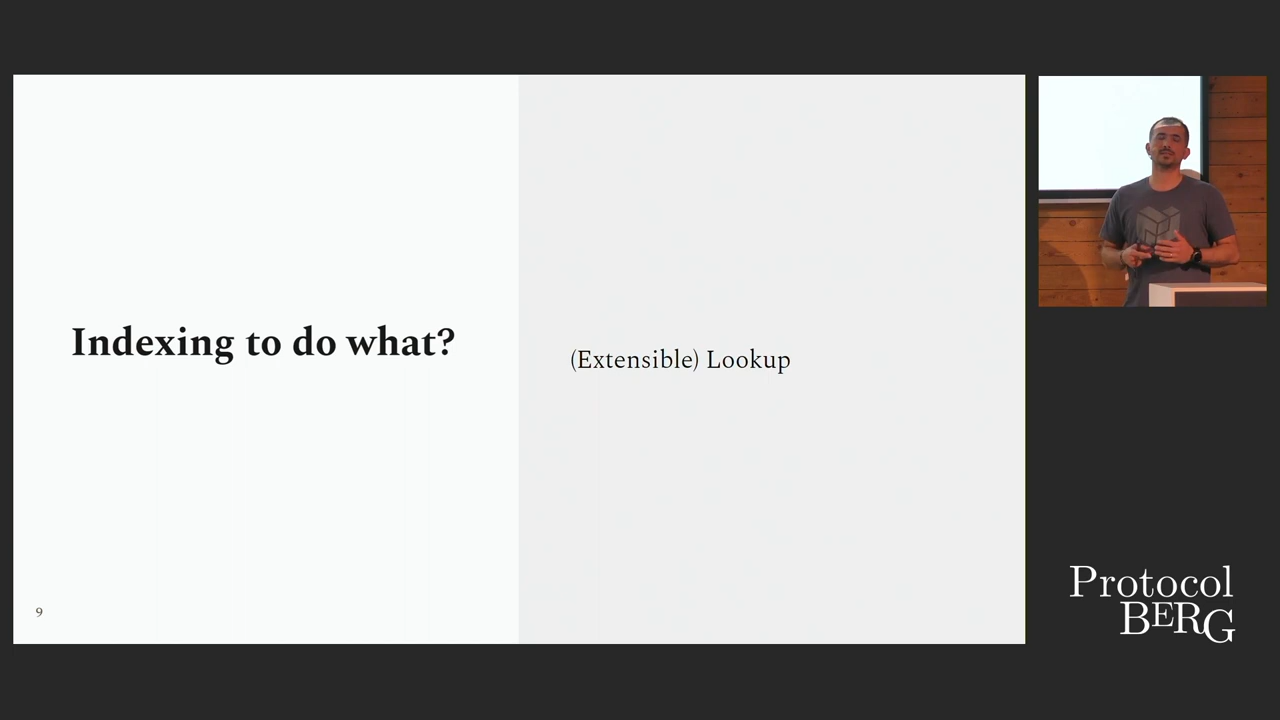 Indexing to do what?
(Extensible) Lookup
9
Protocol
BERG